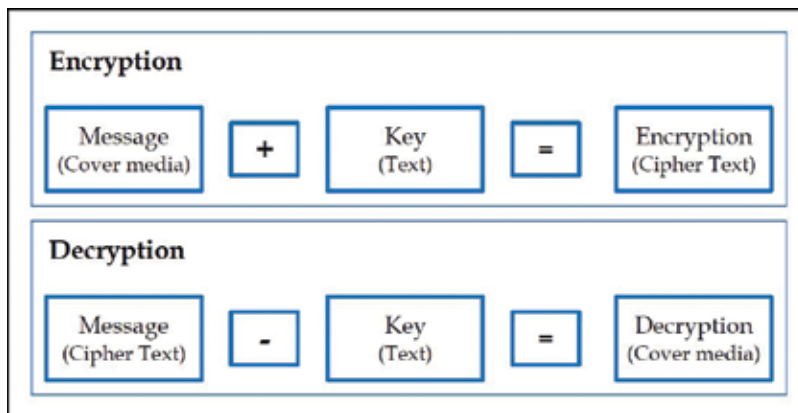 Encryption
Message + Key = Encryption
(Cover media) (Text) (Cipher Text)
Decryption
Message - Key = Decryption
(Cipher Text) (Text) (Cover media)